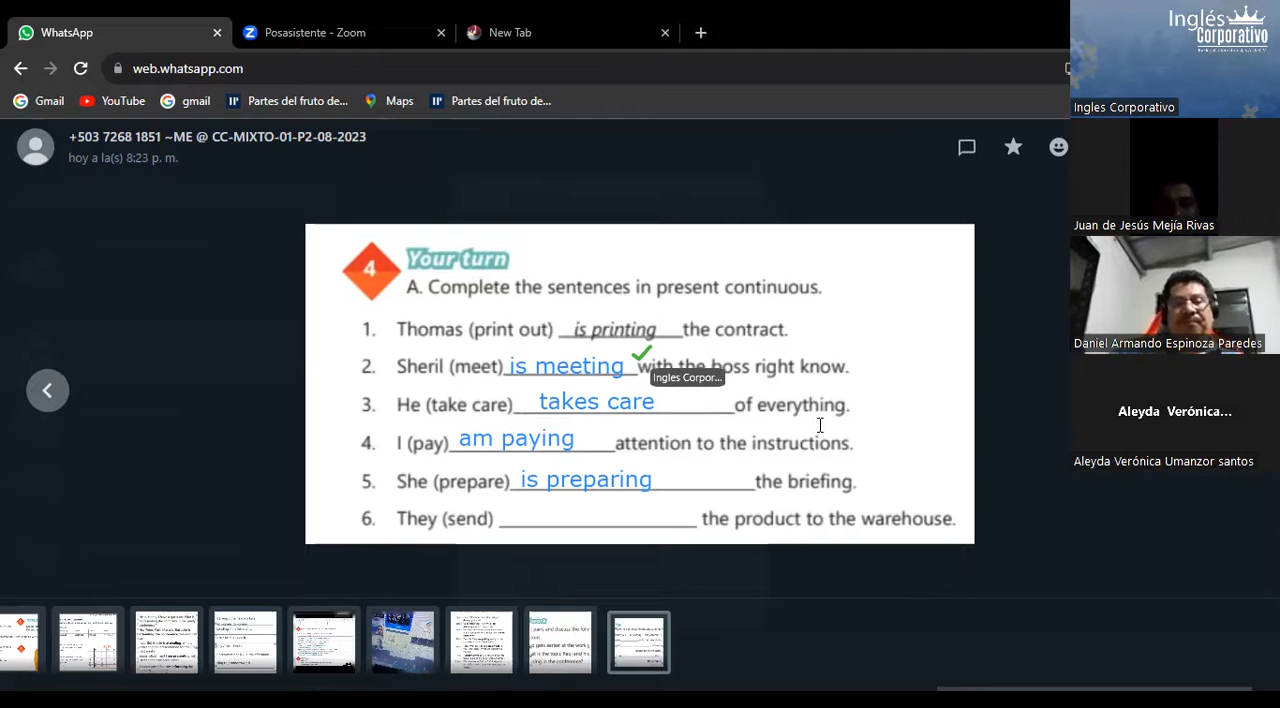 WhatsApp
Posasistente - Zoom
New Tab
web.whatsapp.com
Gmail
YouTube
gmail
Partes del fruto de...
Maps
Partes del fruto de...
+503 7268 1851 ~ME @ CC-MIXTO-01-P2-08-2023
hoy a la(s) 8:23 p. m.
4
Your turn
A. Complete the sentences in present continuous.
1. Thomas (print out) is printing the contract.
2. Sheril (meet) is meeting with the boss right know.
Ingles Corpor...
3. He (take care) takes care of everything.
4. I (pay) am paying attention to the instructions.
5. She (prepare) is preparing the briefing.
6. They (send) the product to the warehouse.
Inglés
Corporativo
Ingles Corporativo
Juan de Jesús Mejía Rivas
Daniel Armando Espinoza Paredes
Aleyda Verónica...
Aleyda Verónica Umanzor santos